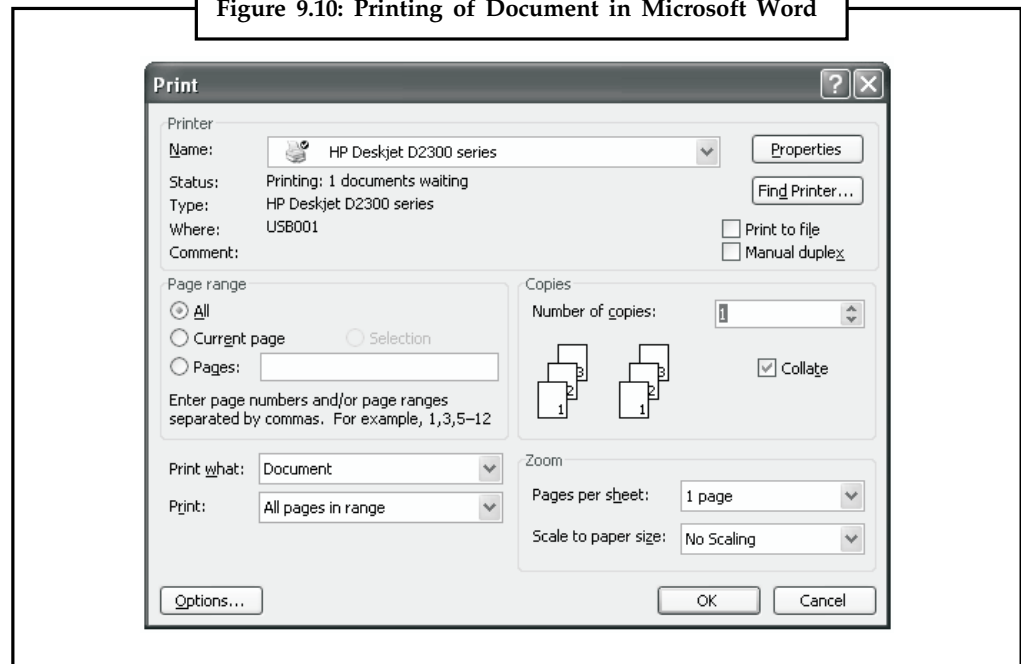 Figure 9.10: Printing of Document in Microsoft Word
Print
Printer
Name: HP Deskjet D2300 series
Properties
Status: Printing: 1 documents waiting
Find Printer...
Type: HP Deskjet D2300 series
Where: USB001
Print to file
Comment:
Manual duplex
Page range
All
Current page Selection
Pages:
Enter page numbers and/or page ranges
separated by commas. For example, 1,3,5–12
Copies
Number of copies: 1
3 3
2 2
1 1
Collate
Print what: Document
Print: All pages in range
Zoom
Pages per sheet: 1 page
Scale to paper size: No Scaling
Options...
OK Cancel